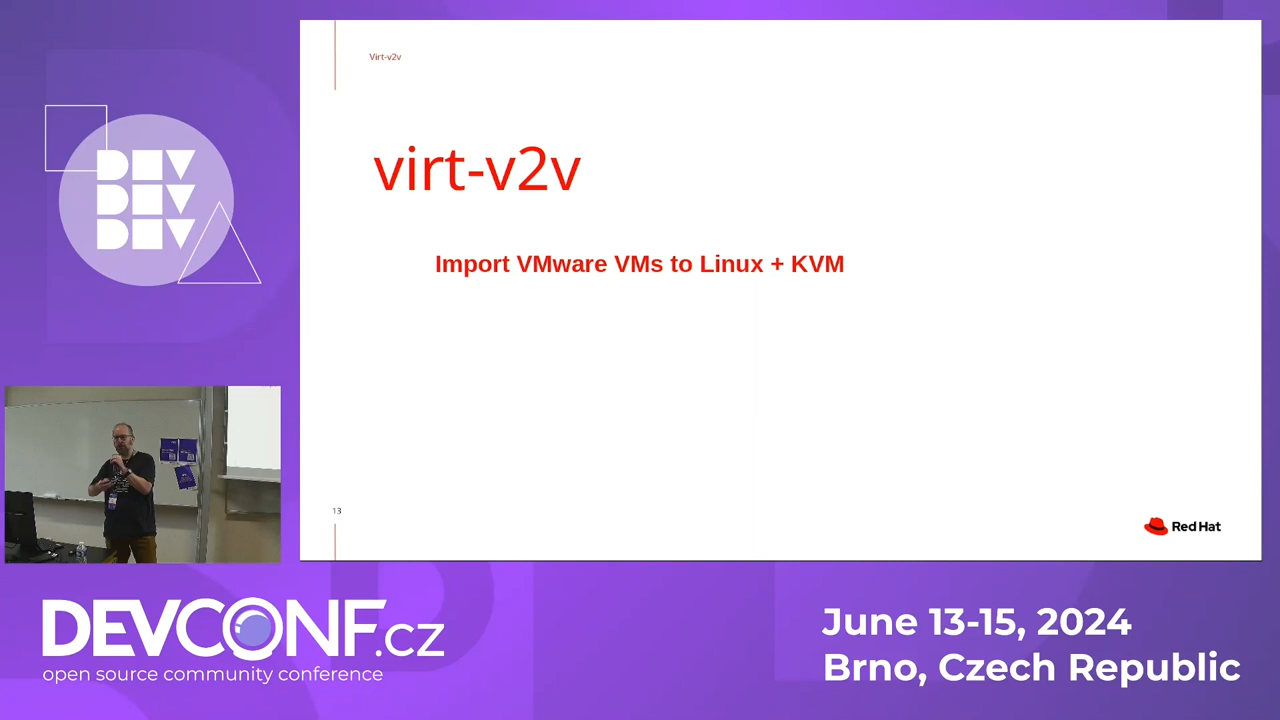 Virt-v2v
virt-v2v
Import VMware VMs to Linux + KVM
13
Red Hat
DEV
DEV
DEV
DEVCONF.cz
open source community conference
June 13-15, 2024
Brno, Czech Republic